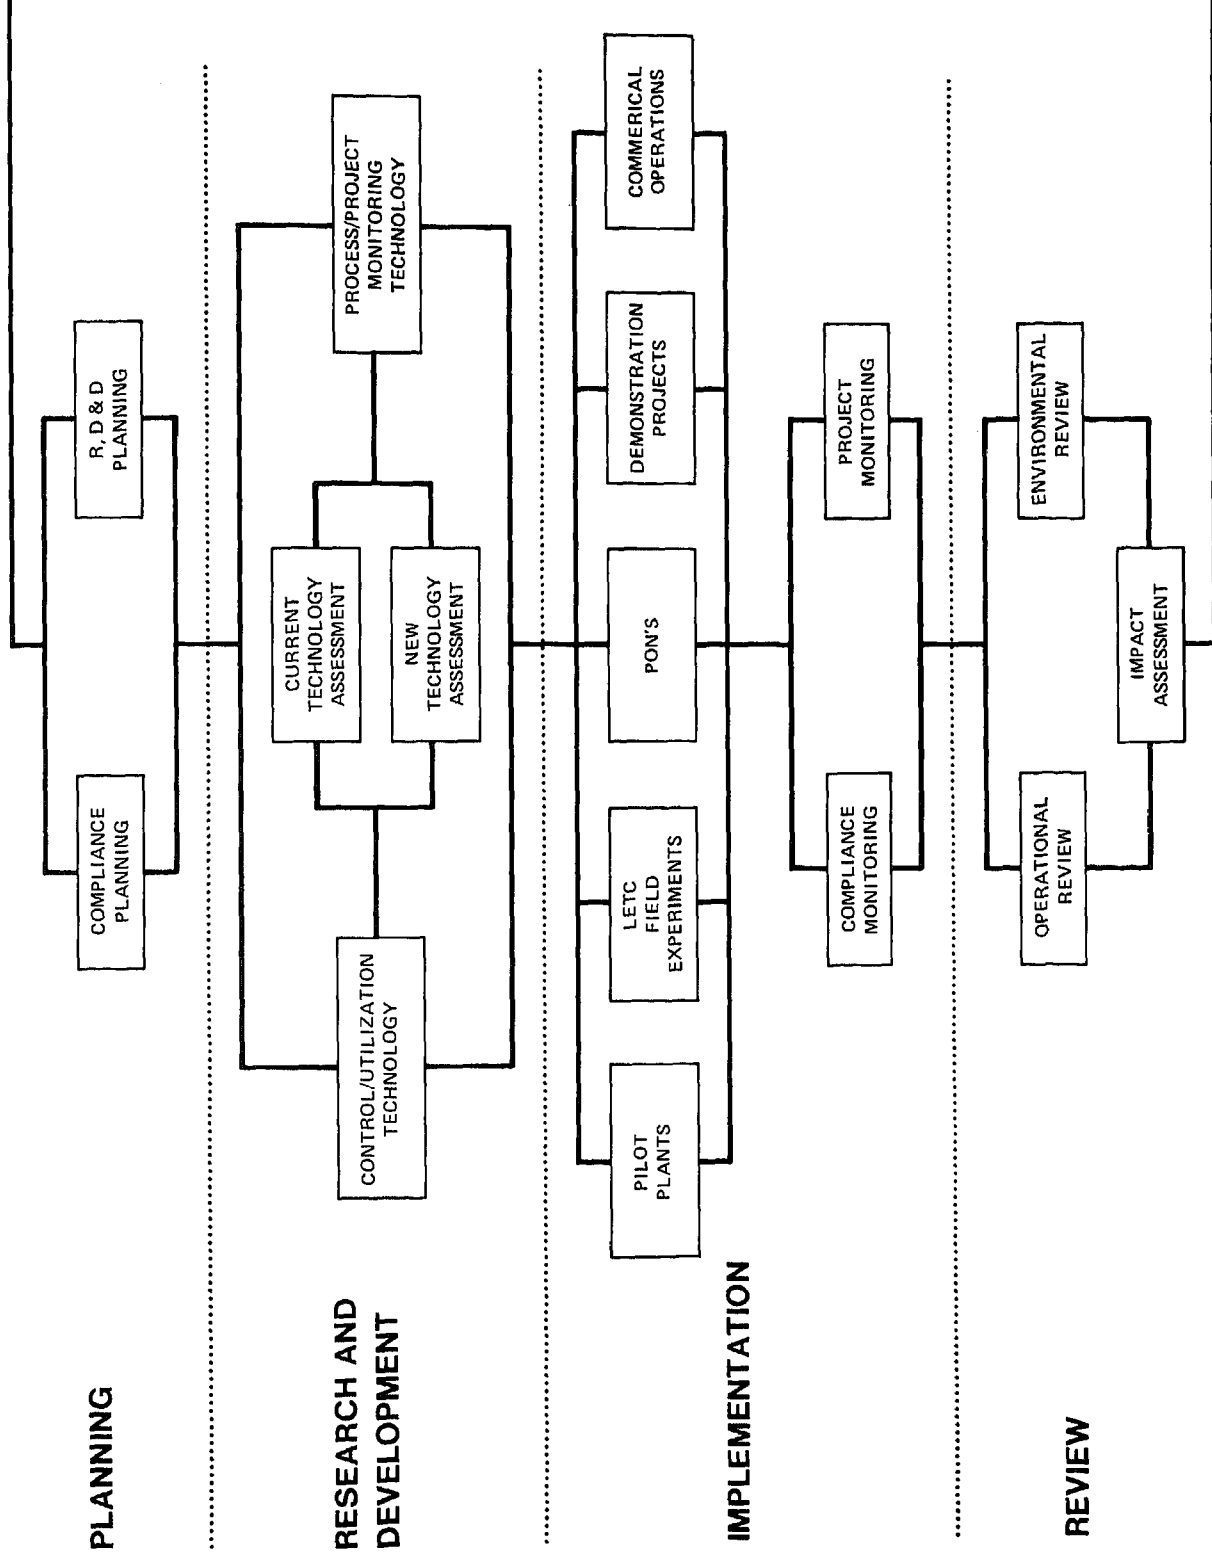 PLANNING
COMPLIANCE
PLANNING
R, D & D
PLANNING
RESEARCH AND
DEVELOPMENT
CONTROL/UTILIZATION
TECHNOLOGY
CURRENT
TECHNOLOGY
ASSESSMENT
NEW
TECHNOLOGY
ASSESSMENT
PROCESS/PROJECT
MONITORING
TECHNOLOGY
IMPLEMENTATION
PILOT
PLANTS
LETC
FIELD
EXPERIMENTS
PON'S
DEMONSTRATION
PROJECTS
COMMERICAL
OPERATIONS
COMPLIANCE
MONITORING
PROJECT
MONITORING
REVIEW
OPERATIONAL
REVIEW
ENVIRONMENTAL
REVIEW
IMPACT
ASSESSMENT